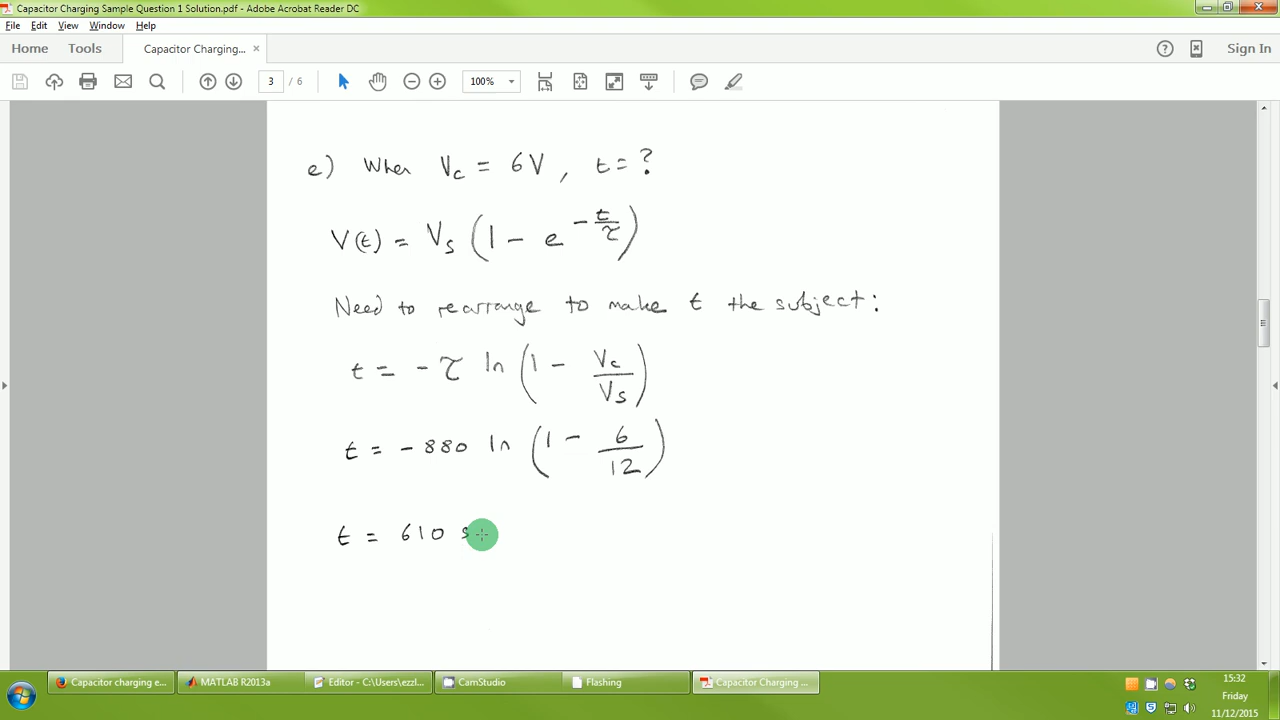 Capacitor Charging Sample Question 1 Solution.pdf - Adobe Acrobat Reader DC
File Edit View Window Help
Home Tools Capacitor Charging... × Sign In
3 / 6 100%
e) When Vc = 6V, t = ?
V(t) = Vs (1 - e^(-t/τ))
Need to rearrange to make t the subject:
t = -τ ln (1 - Vc/Vs)
t = -880 ln (1 - 6/12)
t = 610 s
Capacitor charging e... MATLAB R2013a Editor - C:\Users\ezzl... CamStudio Flashing Capacitor Charging ...
15:32
Friday
11/12/2015